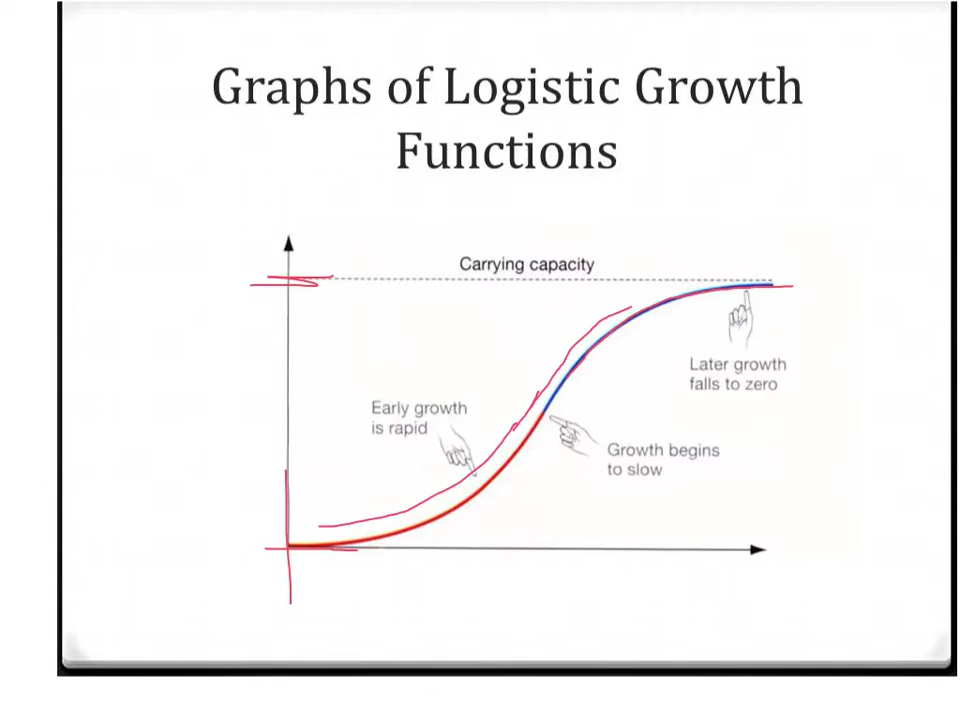 Graphs of Logistic Growth
Functions
Carrying capacity
Later growth
falls to zero
Early growth
is rapid
Growth begins
to slow